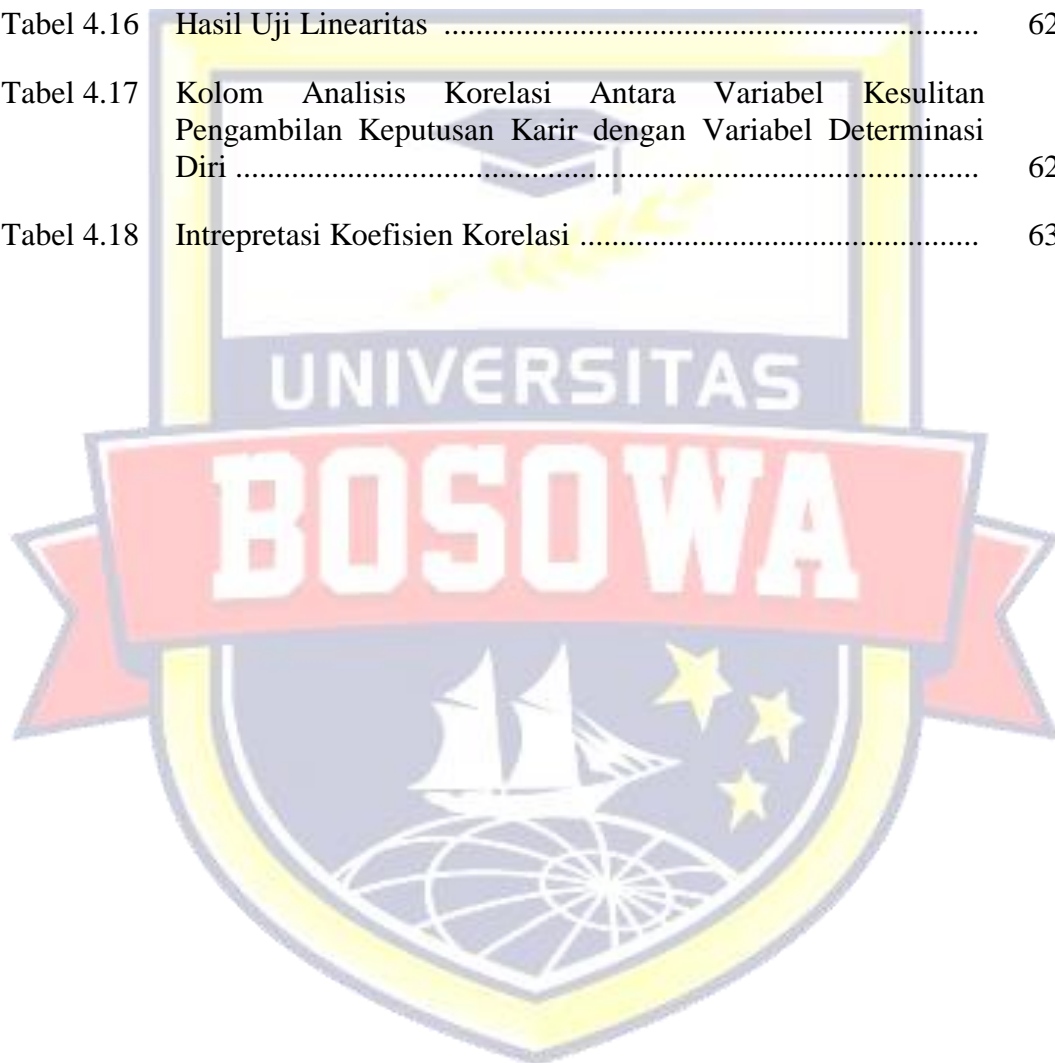 Tabel 4.16 Hasil Uji Linearitas ................................................................ 62
Tabel 4.17 Kolom Analisis Korelasi Antara Variabel Kesulitan
Pengambilan Keputusan Karir dengan Variabel Determinasi
Diri ......................................................................................... 62
Tabel 4.18 Intrepretasi Koefisien Korelasi ................................................ 63
UNIVERSITAS
BOSOWA